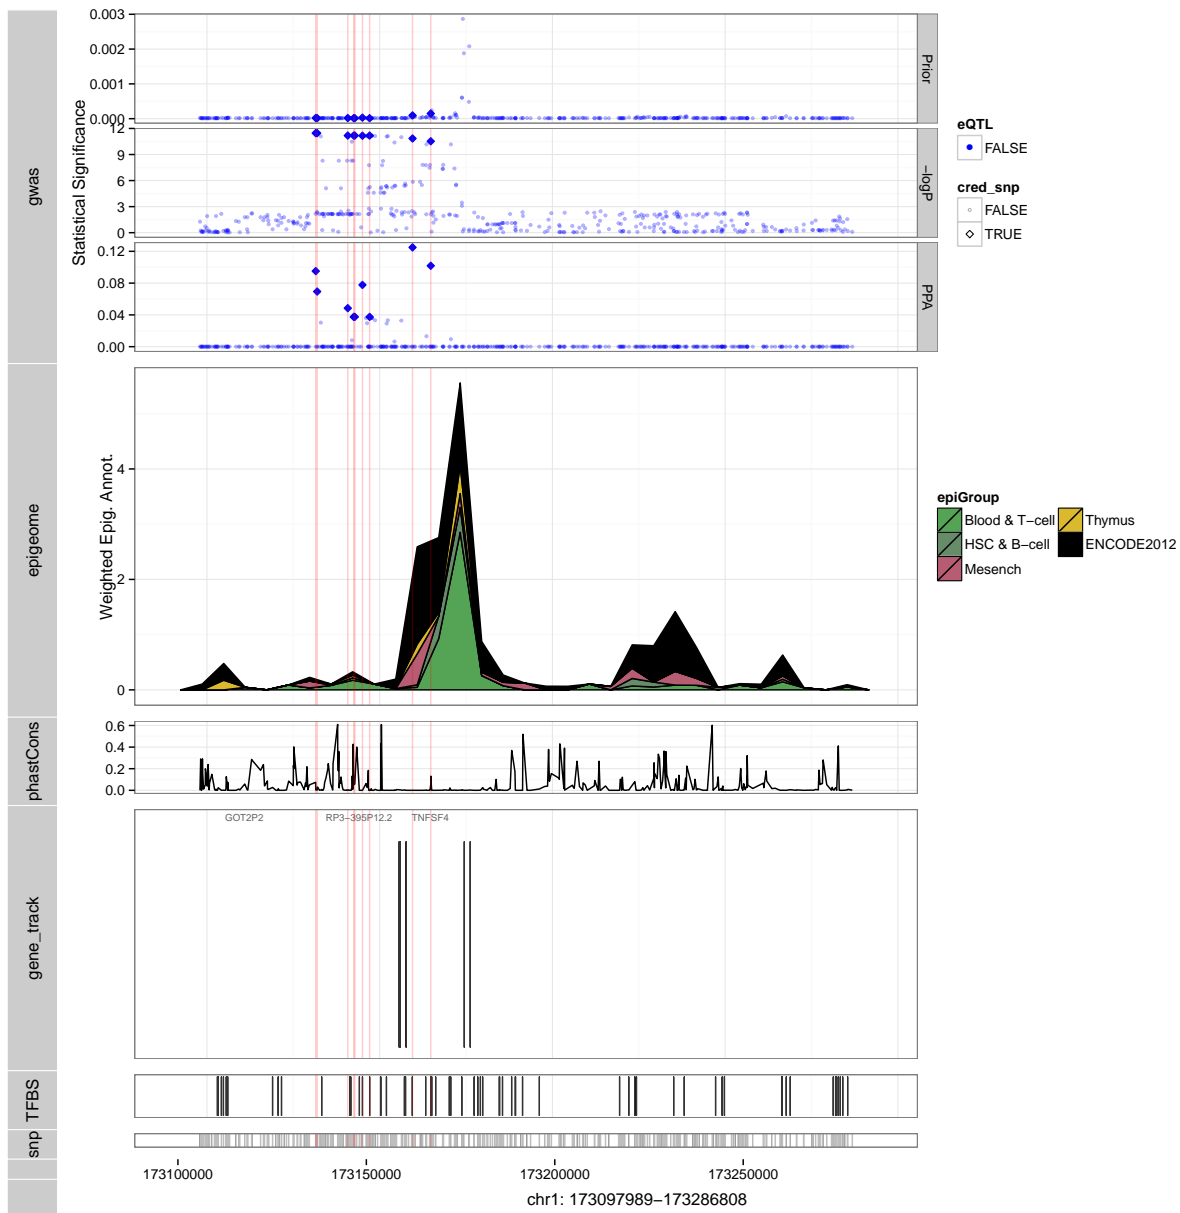 gwas
Statistical Significance
0.003
0.002
0.001
0.000
Prior
12
9
6
3
0
−logP
0.12
0.08
0.04
0.00
PPA
eQTL
FALSE
cred_snp
FALSE
TRUE
epigeome
Weighted Epig. Annot.
4
2
0
epiGroup
Blood & T−cell
HSC & B−cell
Mesench
Thymus
ENCODE2012
phastCons
0.6
0.4
0.2
0.0
gene_track
GOT2P2 RP3−395P12.2 TNFSF4
TFBS
snp
173100000 173150000 173200000 173250000
chr1: 173097989−173286808